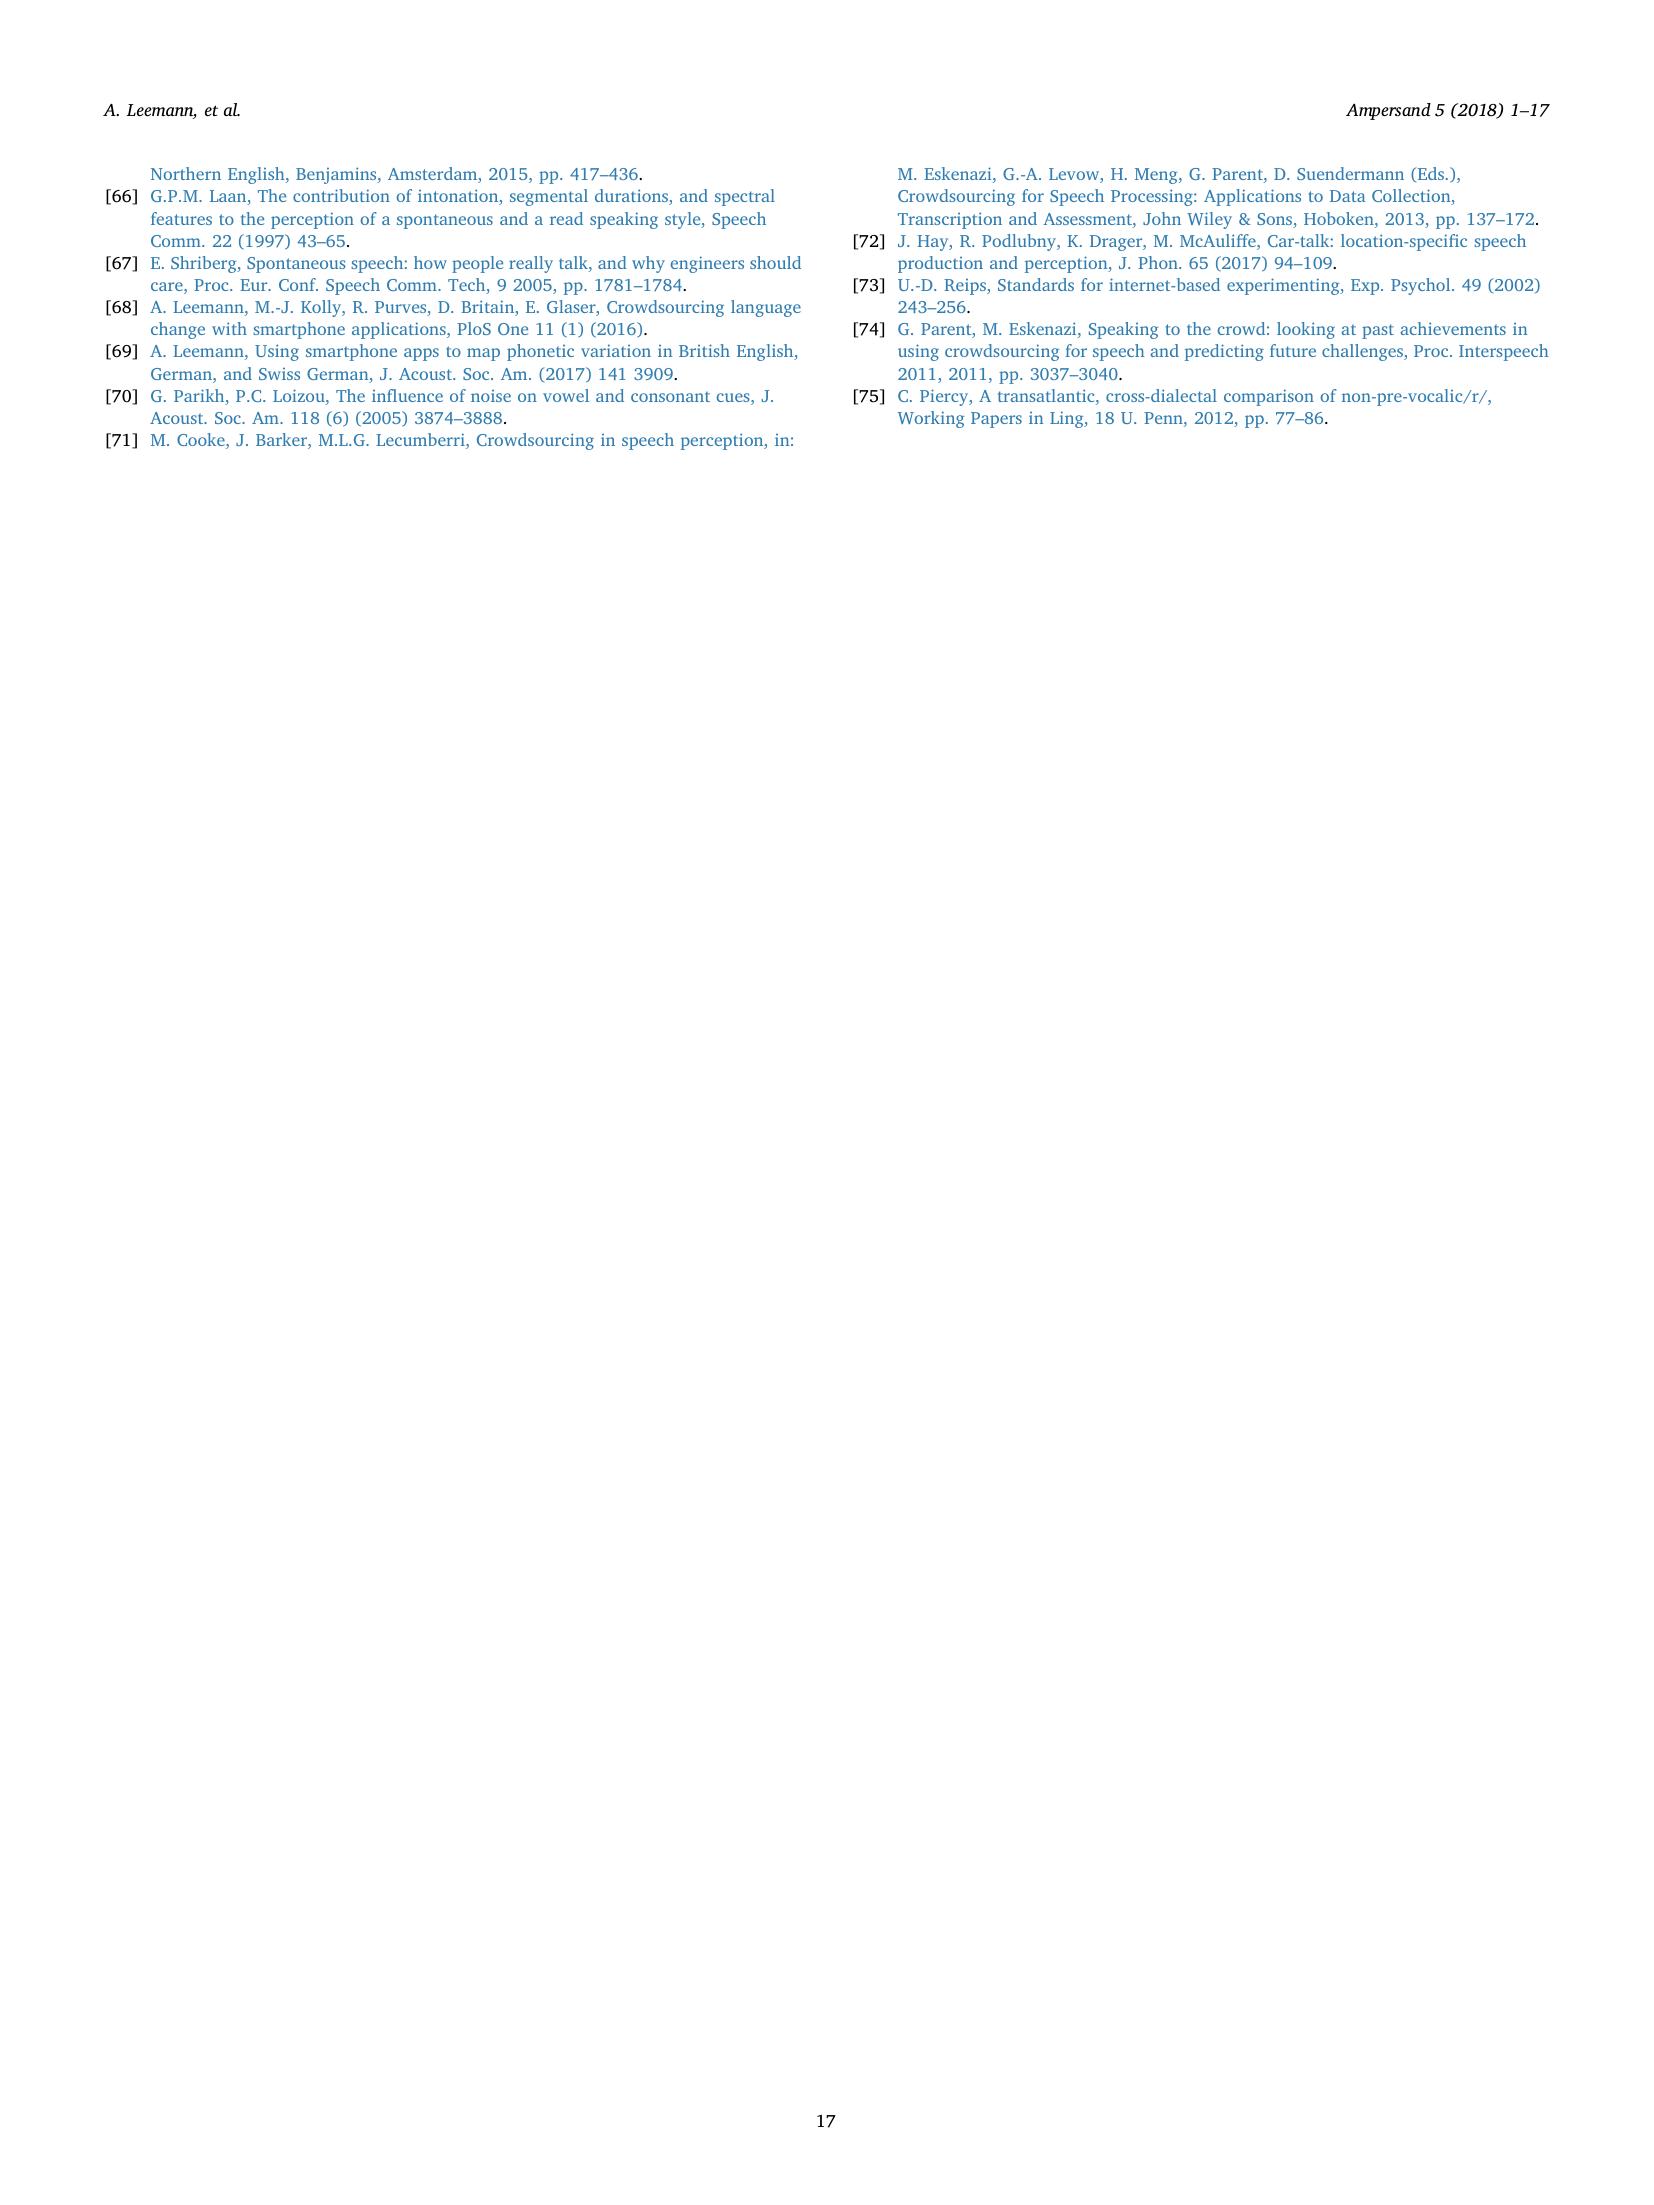 A. Leemann, et al.
Ampersand 5 (2018) 1–17
Northern English, Benjamins, Amsterdam, 2015, pp. 417–436.
[66] G.P.M. Laan, The contribution of intonation, segmental durations, and spectral
features to the perception of a spontaneous and a read speaking style, Speech
Comm. 22 (1997) 43–65.
[67] E. Shriberg, Spontaneous speech: how people really talk, and why engineers should
care, Proc. Eur. Conf. Speech Comm. Tech, 9 2005, pp. 1781–1784.
[68] A. Leemann, M.-J. Kolly, R. Purves, D. Britain, E. Glaser, Crowdsourcing language
change with smartphone applications, PloS One 11 (1) (2016).
[69] A. Leemann, Using smartphone apps to map phonetic variation in British English,
German, and Swiss German, J. Acoust. Soc. Am. (2017) 141 3909.
[70] G. Parikh, P.C. Loizou, The influence of noise on vowel and consonant cues, J.
Acoust. Soc. Am. 118 (6) (2005) 3874–3888.
[71] M. Cooke, J. Barker, M.L.G. Lecumberri, Crowdsourcing in speech perception, in:
M. Eskenazi, G.-A. Levow, H. Meng, G. Parent, D. Suendermann (Eds.),
Crowdsourcing for Speech Processing: Applications to Data Collection,
Transcription and Assessment, John Wiley & Sons, Hoboken, 2013, pp. 137–172.
[72] J. Hay, R. Podlubny, K. Drager, M. McAuliffe, Car-talk: location-specific speech
production and perception, J. Phon. 65 (2017) 94–109.
[73] U.-D. Reips, Standards for internet-based experimenting, Exp. Psychol. 49 (2002)
243–256.
[74] G. Parent, M. Eskenazi, Speaking to the crowd: looking at past achievements in
using crowdsourcing for speech and predicting future challenges, Proc. Interspeech
2011, 2011, pp. 3037–3040.
[75] C. Piercy, A transatlantic, cross-dialectal comparison of non-pre-vocalic/r/,
Working Papers in Ling, 18 U. Penn, 2012, pp. 77–86.
17